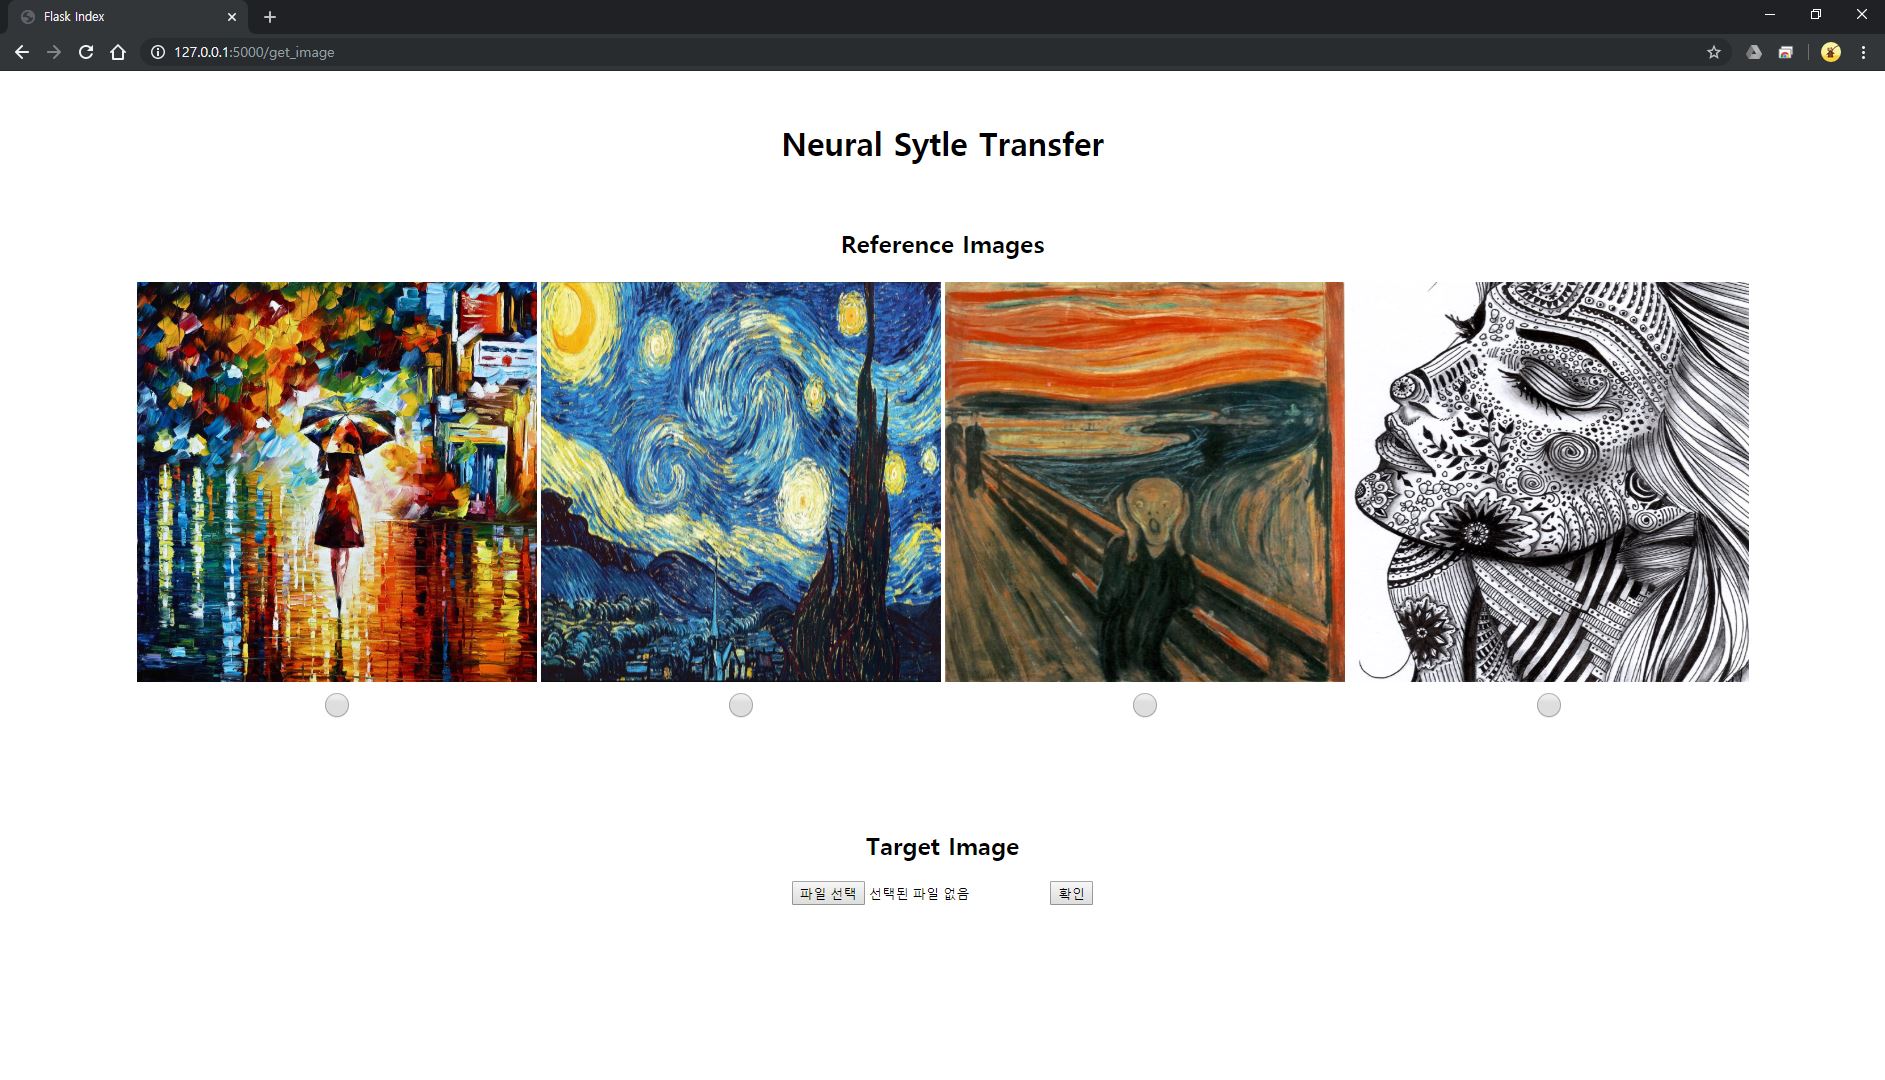 Flask Index
127.0.0.1:5000/get_image
Neural Sytle Transfer
Reference Images
Target Image
파일 선택 선택된 파일 없음 확인